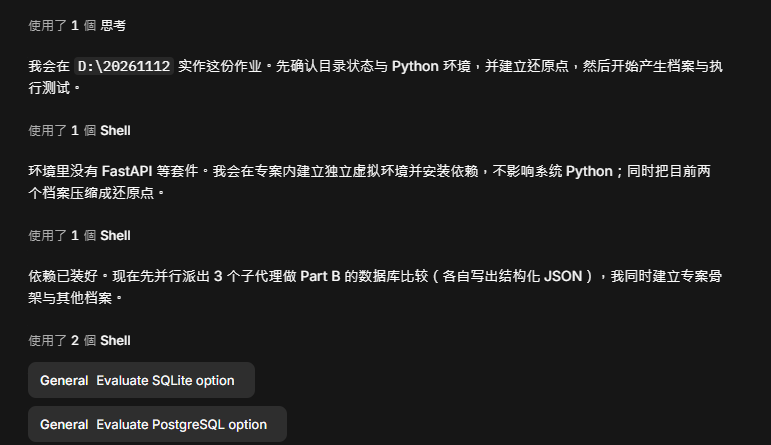 使用了 1 個 思考
我会在 D:\20261112 实作这份作业。先确认目录状态与 Python 环境，并建立还原点，然后开始产生档案与执
行测试。
使用了 1 個 Shell
环境里没有 FastAPI 等套件。我会在专案内建立独立虚拟环境并安装依赖，不影响系统 Python；同时把目前两
个档案压缩成还原点。
使用了 1 個 Shell
依赖已装好。现在先并行派出 3 个子代理做 Part B 的数据库比较（各自写出结构化 JSON），我同时建立专案骨
架与其他档案。
使用了 2 個 Shell
General Evaluate SQLite option
General Evaluate PostgreSQL option